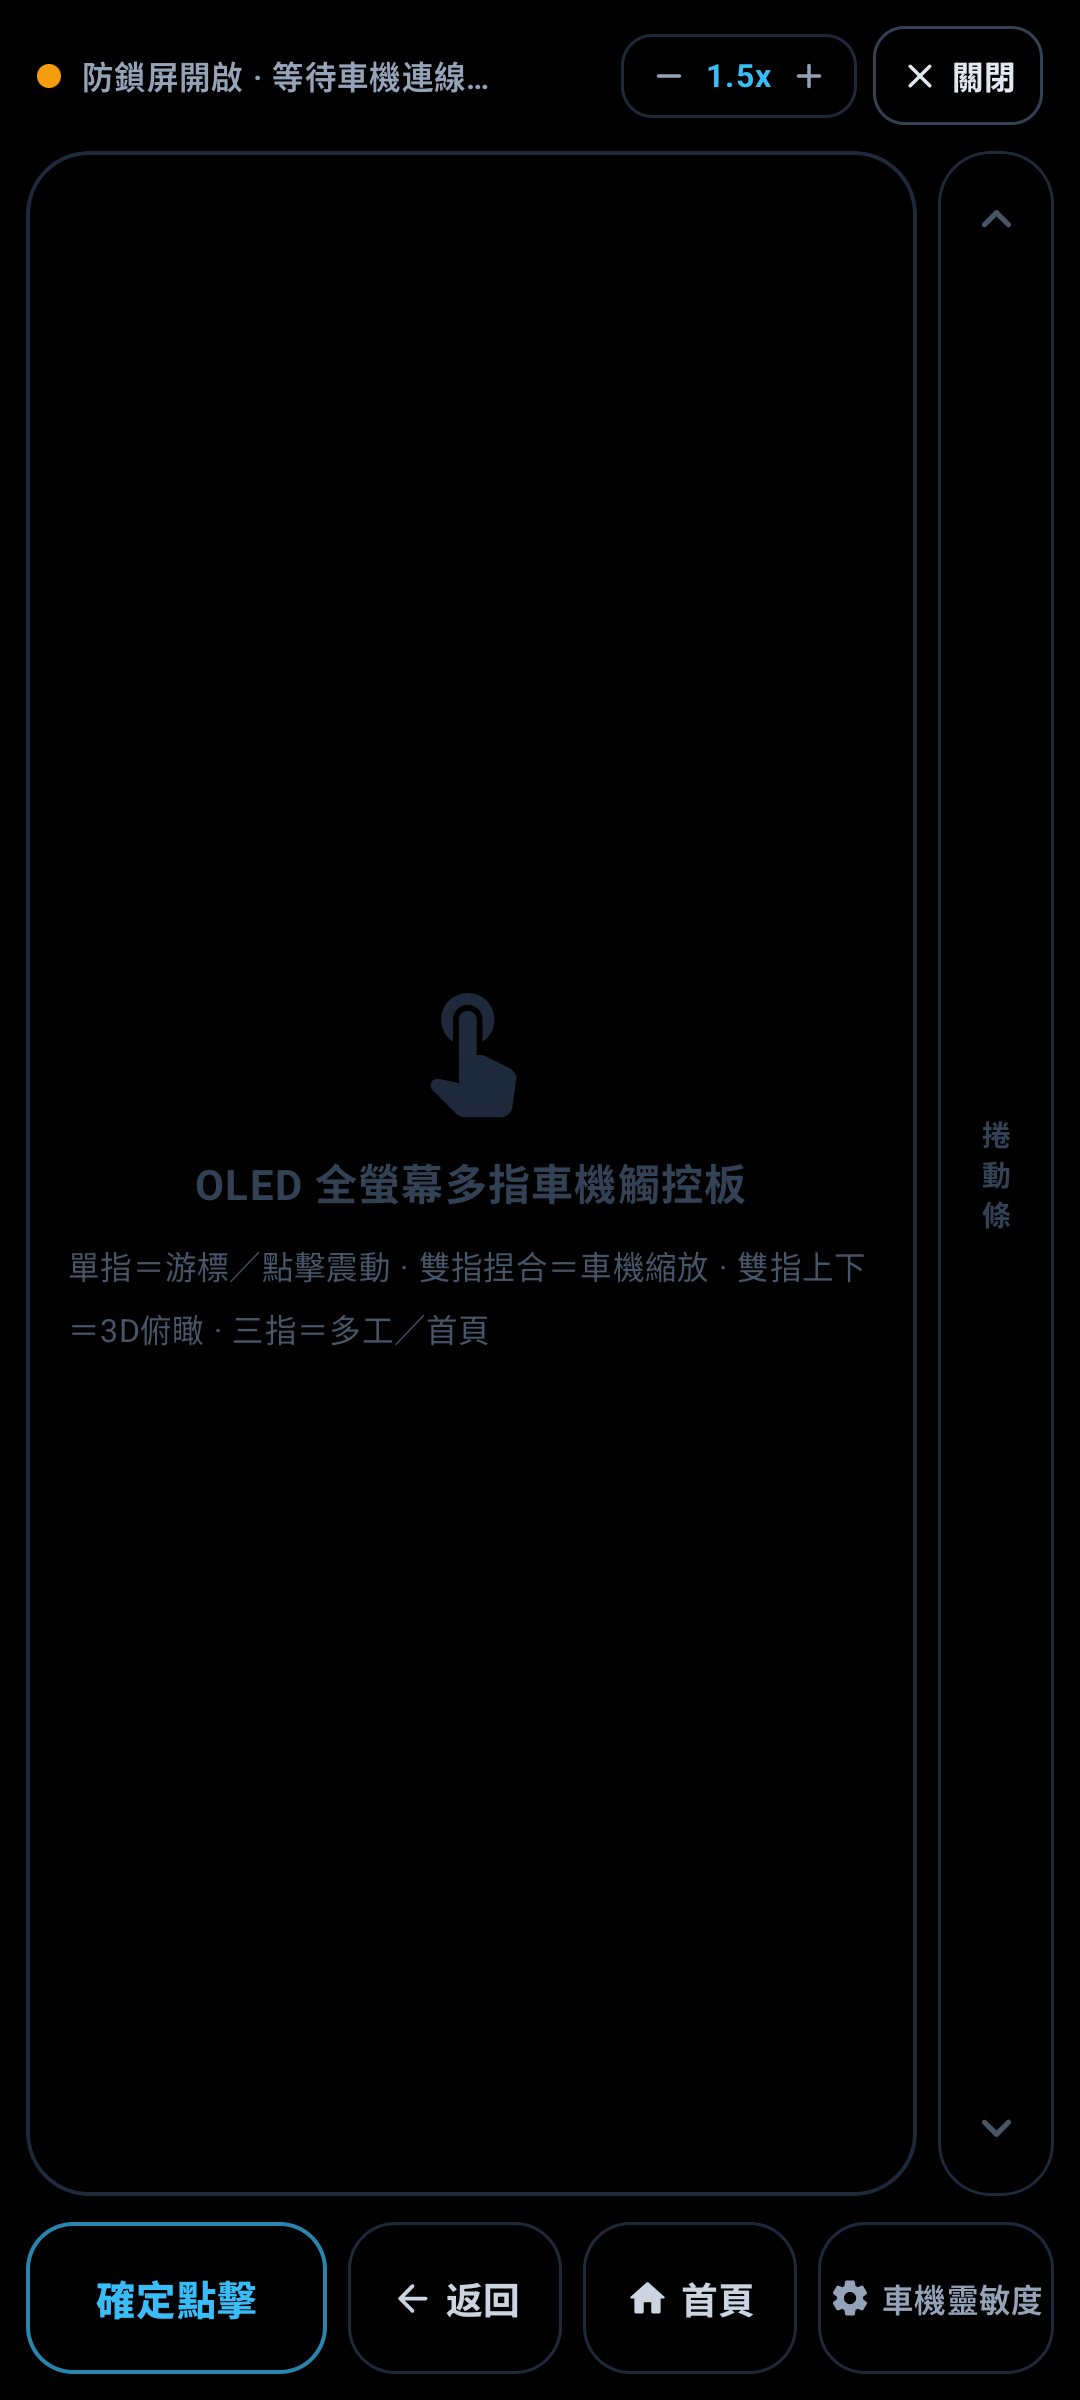 防鎖屏開啟 · 等待車機連線...
1.5x
關閉
OLED 全螢幕多指車機觸控板
單指＝游標／點擊震動 · 雙指捏合＝車機縮放 · 雙指上下
＝3D俯瞰 · 三指＝多工／首頁
捲
動
條
確定點擊
返回
首頁
車機靈敏度